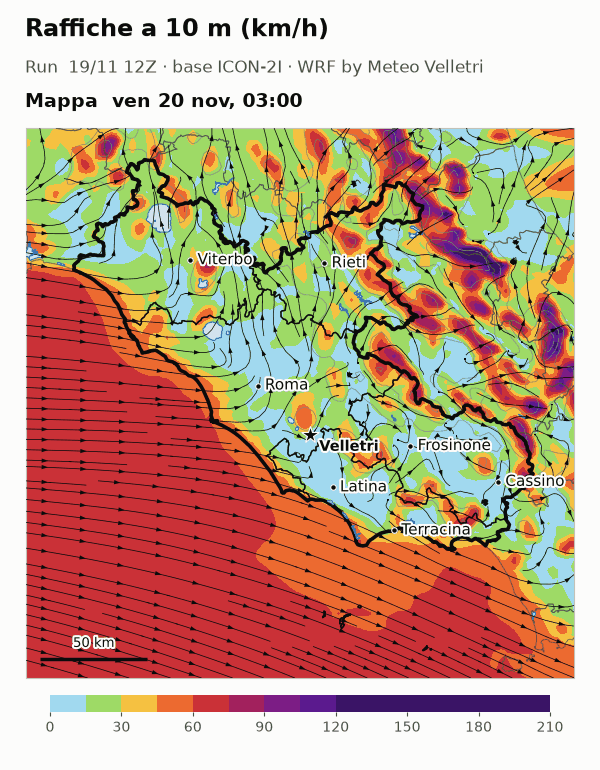 Raffiche a 10 m (km/h)
Run  19/11 12Z · base ICON-2I · WRF by Meteo Velletri
Mappa  ven 20 nov, 03:00
Viterbo
Rieti
Roma
Velletri
Frosinone
Cassino
Latina
Terracina
50 km
0 30 60 90 120 150 180 210